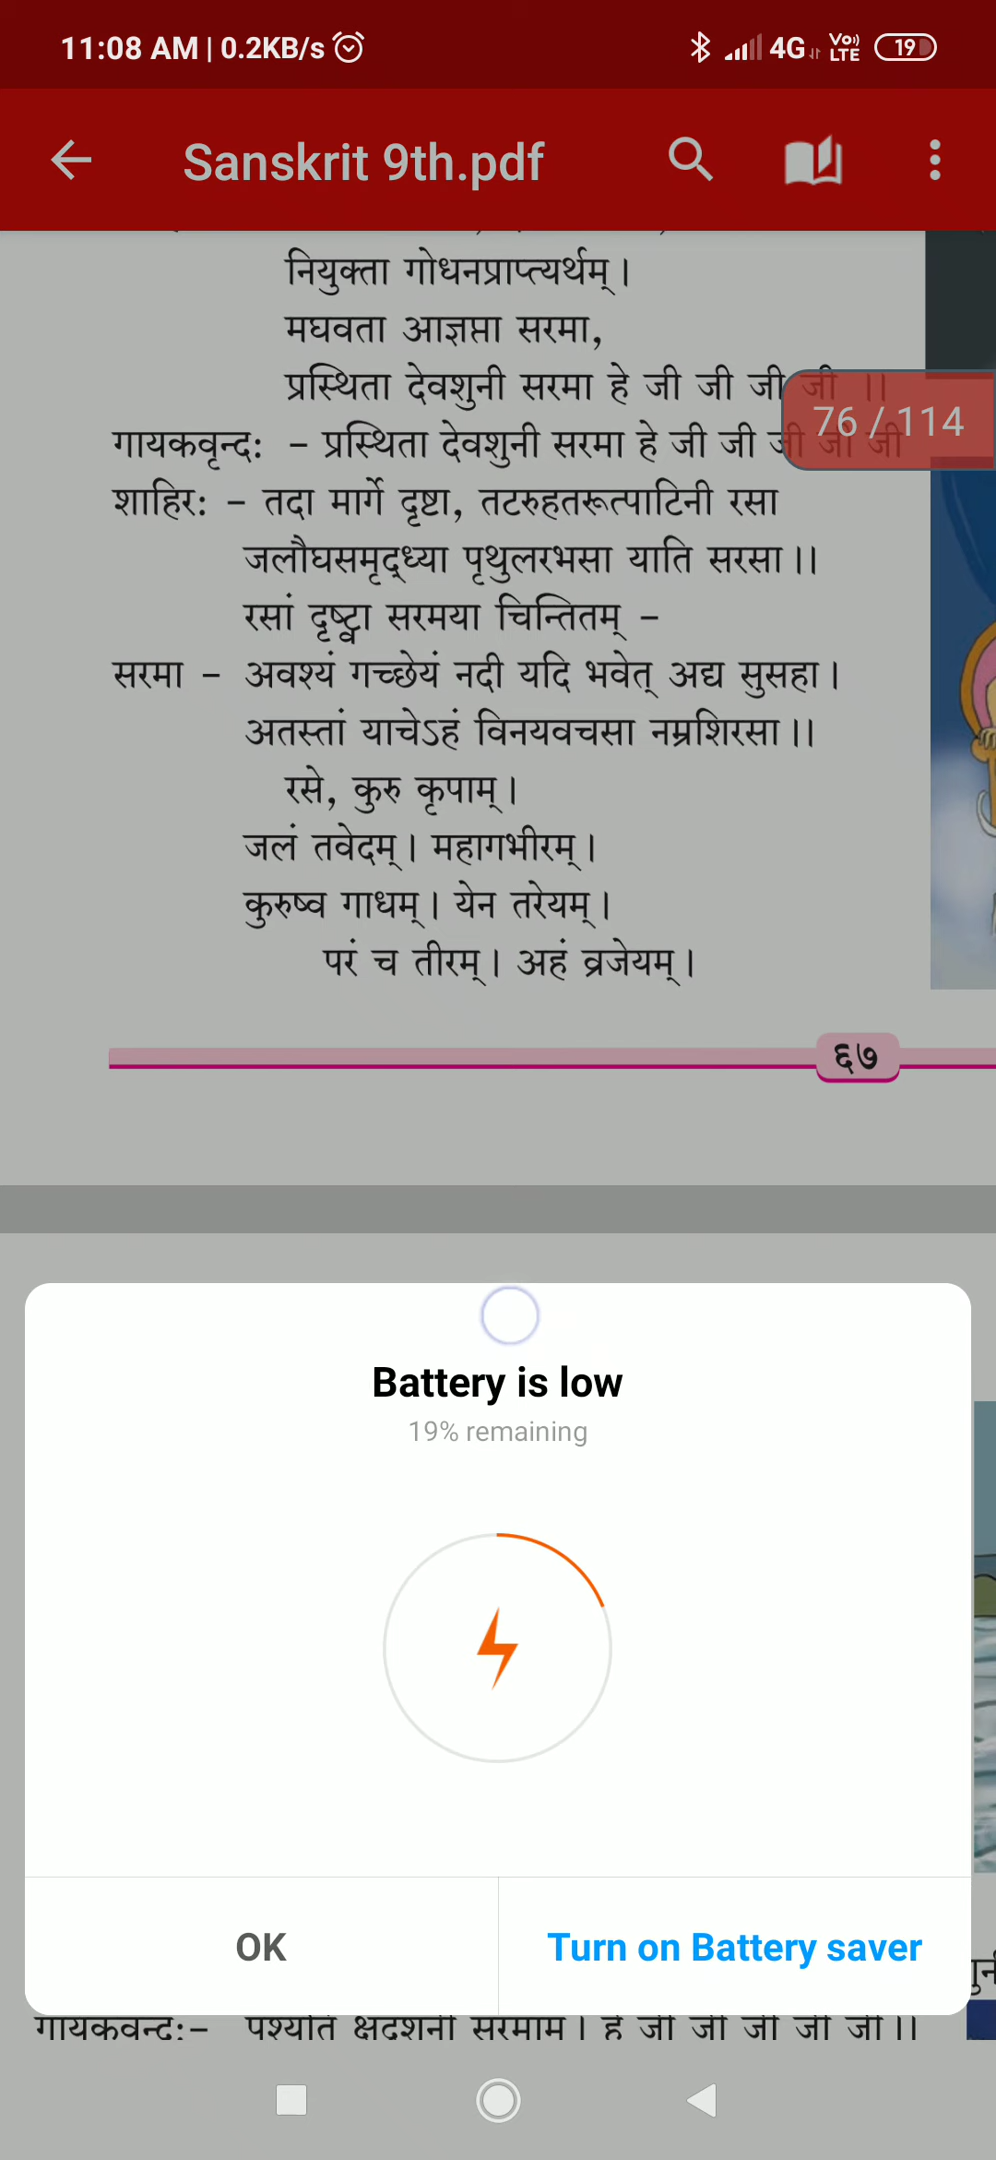 11:08 AM | 0.2KB/s 4G Vo)) LTE 19
Sanskrit 9th.pdf
नियुक्ता गोधनप्राप्त्यर्थम् ।
मघवता आज्ञप्ता सरमा,
प्रस्थिता देवशुनी सरमा हे जी जी जी जी ।।
76 / 114
गायकवृन्दः - प्रस्थिता देवशुनी सरमा हे जी जी जी जी जी
शाहिरः - तदा मार्गे दृष्टा, तटरुहतरूत्पाटिनी रसा
जलौघसमृद्ध्या पृथुलरभसा याति सरसा ।।
रसां दृष्ट्वा सरमया चिन्तितम् -
सरमा - अवश्यं गच्छेयं नदी यदि भवेत् अद्य सुसहा ।
अतस्तां याचेऽहं विनयवचसा नम्रशिरसा ।।
रसे, कुरु कृपाम् ।
जलं तवेदम् । महागभीरम् ।
कुरुष्व गाधम् । येन तरेयम् ।
परं च तीरम् । अहं व्रजेयम् ।
६७
Battery is low
19% remaining
OK Turn on Battery saver
सरमाम । हे जी जी जी जी जी ।।